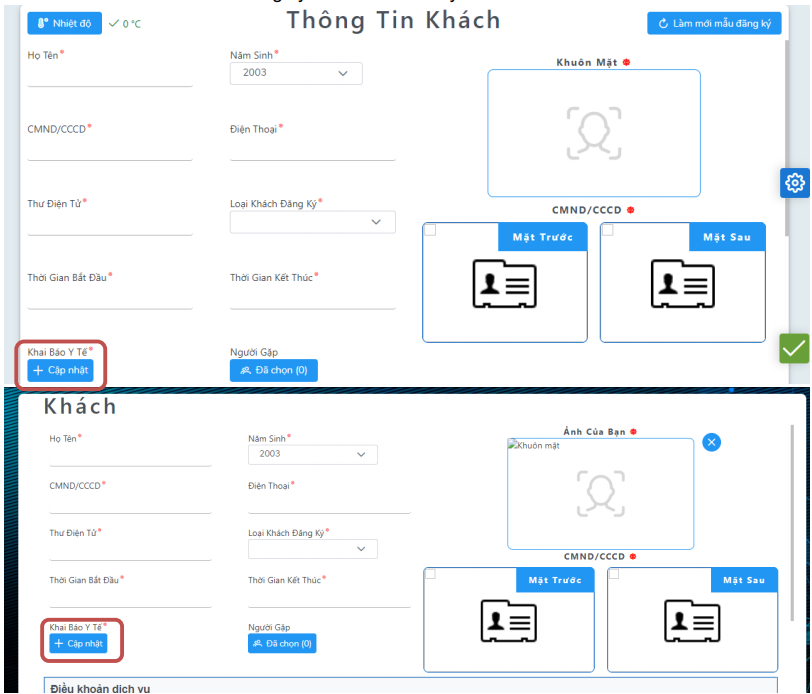 Thông Tin Khách
Nhiệt độ 0 °C
Làm mới mẫu đăng ký
Họ Tên*
Năm Sinh*
2003
Khuôn Mặt
CMND/CCCD*
Điện Thoại*
Thư Điện Tử*
Loại Khách Đăng Ký*
CMND/CCCD
Mặt Trước
Mặt Sau
Thời Gian Bắt Đầu*
Thời Gian Kết Thúc*
Khai Báo Y Tế*
Người Gặp
+ Cập nhật
Đã chọn (0)
Khách
Họ Tên*
Năm Sinh*
2003
Ảnh Của Bạn
Khuôn mặt
CMND/CCCD*
Điện Thoại*
Thư Điện Tử*
Loại Khách Đăng Ký*
CMND/CCCD
Mặt Trước
Mặt Sau
Thời Gian Bắt Đầu*
Thời Gian Kết Thúc*
Khai Báo Y Tế*
Người Gặp
+ Cập nhật
Đã chọn (0)
Điều khoản dịch vụ